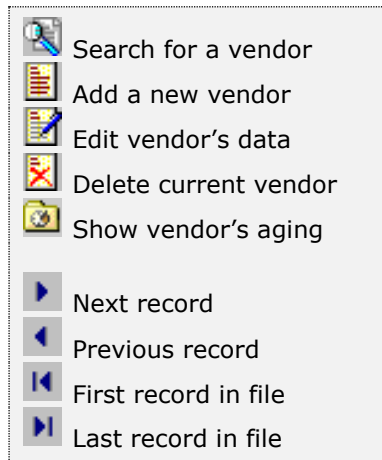 Search for a vendor
Add a new vendor
Edit vendor’s data
Delete current vendor
Show vendor’s aging
Next record
Previous record
First record in file
Last record in file